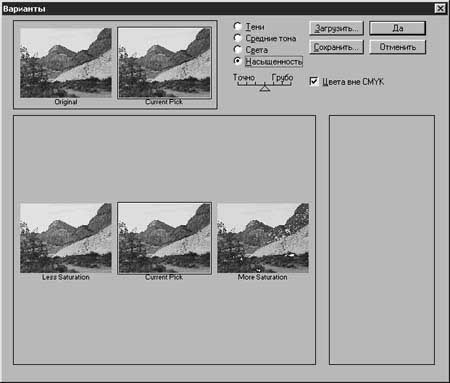 Варианты
Тени
Средние тона
Света
Насыщенность
Точно Грубо
Загрузить...
Да
Сохранить...
Отменить
Цвета вне CMYK
Original
Current Pick
Less Saturation
Current Pick
More Saturation